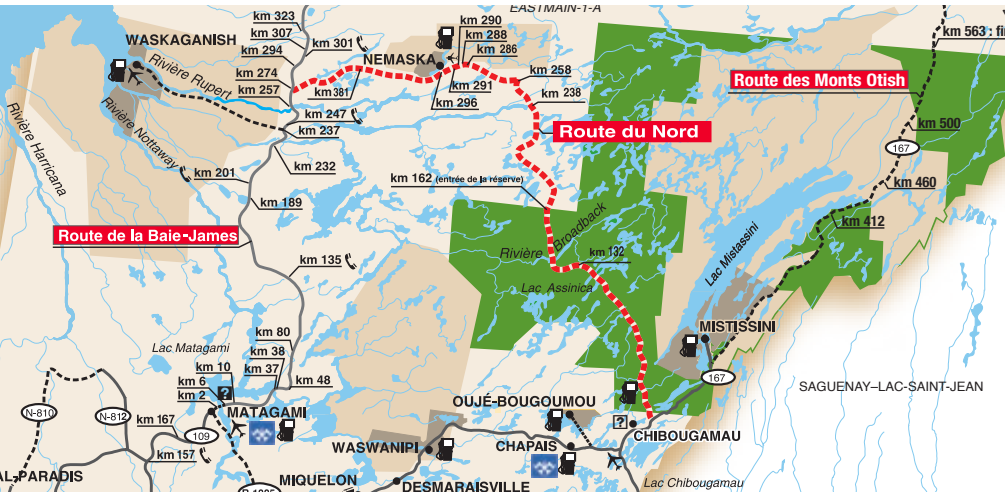 EASTMAIN-1-A
km 323
km 307
km 294
km 301
km 290
km 288
km 286
km 563 : fi
WASKAGANISH
NEMASKA
Rivière Rupert
km 274
km 257
km 381
km 291
km 296
km 258
km 238
Route des Monts Otish
Rivière Harricana
Rivière Nottaway
km 247
km 237
Route du Nord
km 500
167
km 232
km 201
km 189
km 162 (entrée de la réserve)
km 460
km 412
Route de la Baie-James
Rivière Broadback
km 132
Lac Mistassini
km 135
Lac Assinica
km 80
MISTISSINI
Lac Matagami
km 38
km 37
km 48
km 10
km 6
km 2
?
167
SAGUENAY–LAC-SAINT-JEAN
N-810
N-812
km 167
109
MATAGAMI
OUJÉ-BOUGOUMOU
?
CHIBOUGAMAU
km 157
WASWANIPI
CHAPAIS
AL-PARADIS
MIQUELON
DESMARAISVILLE
Lac Chibougamau